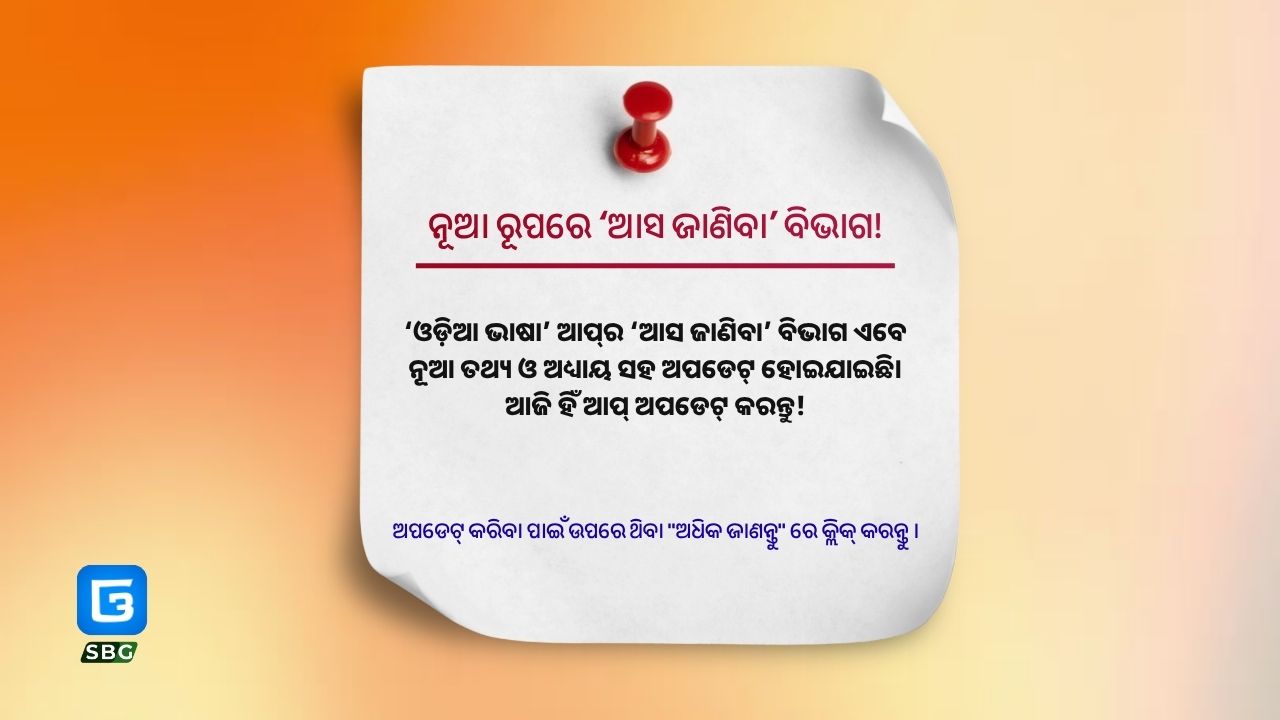 ନୂଆ ରୂପରେ ‘ଆସ ଜାଣିବା’ ବିଭାଗ!
‘ଓଡ଼ିଆ ଭାଷା’ ଆପ୍‌ର ‘ଆସ ଜାଣିବା’ ବିଭାଗ ଏବେ
ନୂଆ ତଥ୍ୟ ଓ ଅଧ୍ୟାୟ ସହ ଅପଡେଟ୍ ହୋଇଯାଇଛି।
ଆଜି ହିଁ ଆପ୍ ଅପଡେଟ୍ କରନ୍ତୁ!
ଅପଡେଟ୍ କରିବା ପାଇଁ ଉପରେ ଥିବା "ଅଧିକ ଜାଣନ୍ତୁ" ରେ କ୍ଲିକ୍ କରନ୍ତୁ ।
SBG